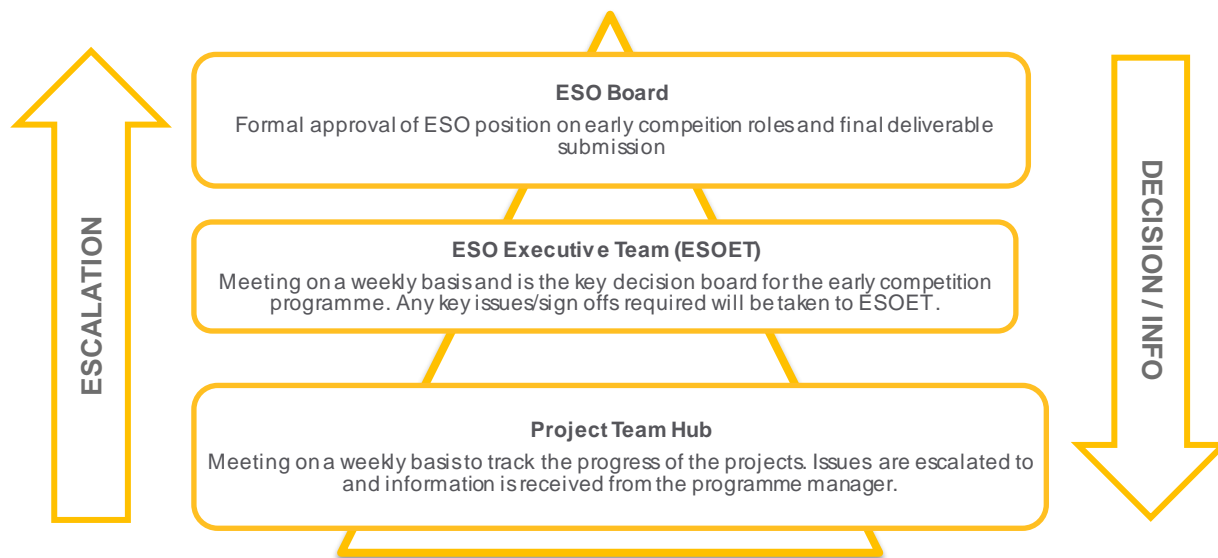 ESO Board
Formal approval of ESO position on early compeition roles and final deliverable
submission
ESCALATION
DECISION / INFO
ESO Executive Team (ESOET)
Meeting on a weekly basis and is the key decision board for the early competition
programme. Any key issues/sign offs required will be taken to ESOET.
Project Team Hub
Meeting on a weekly basis to track the progress of the projects. Issues are escalated to
and information is received from the programme manager.